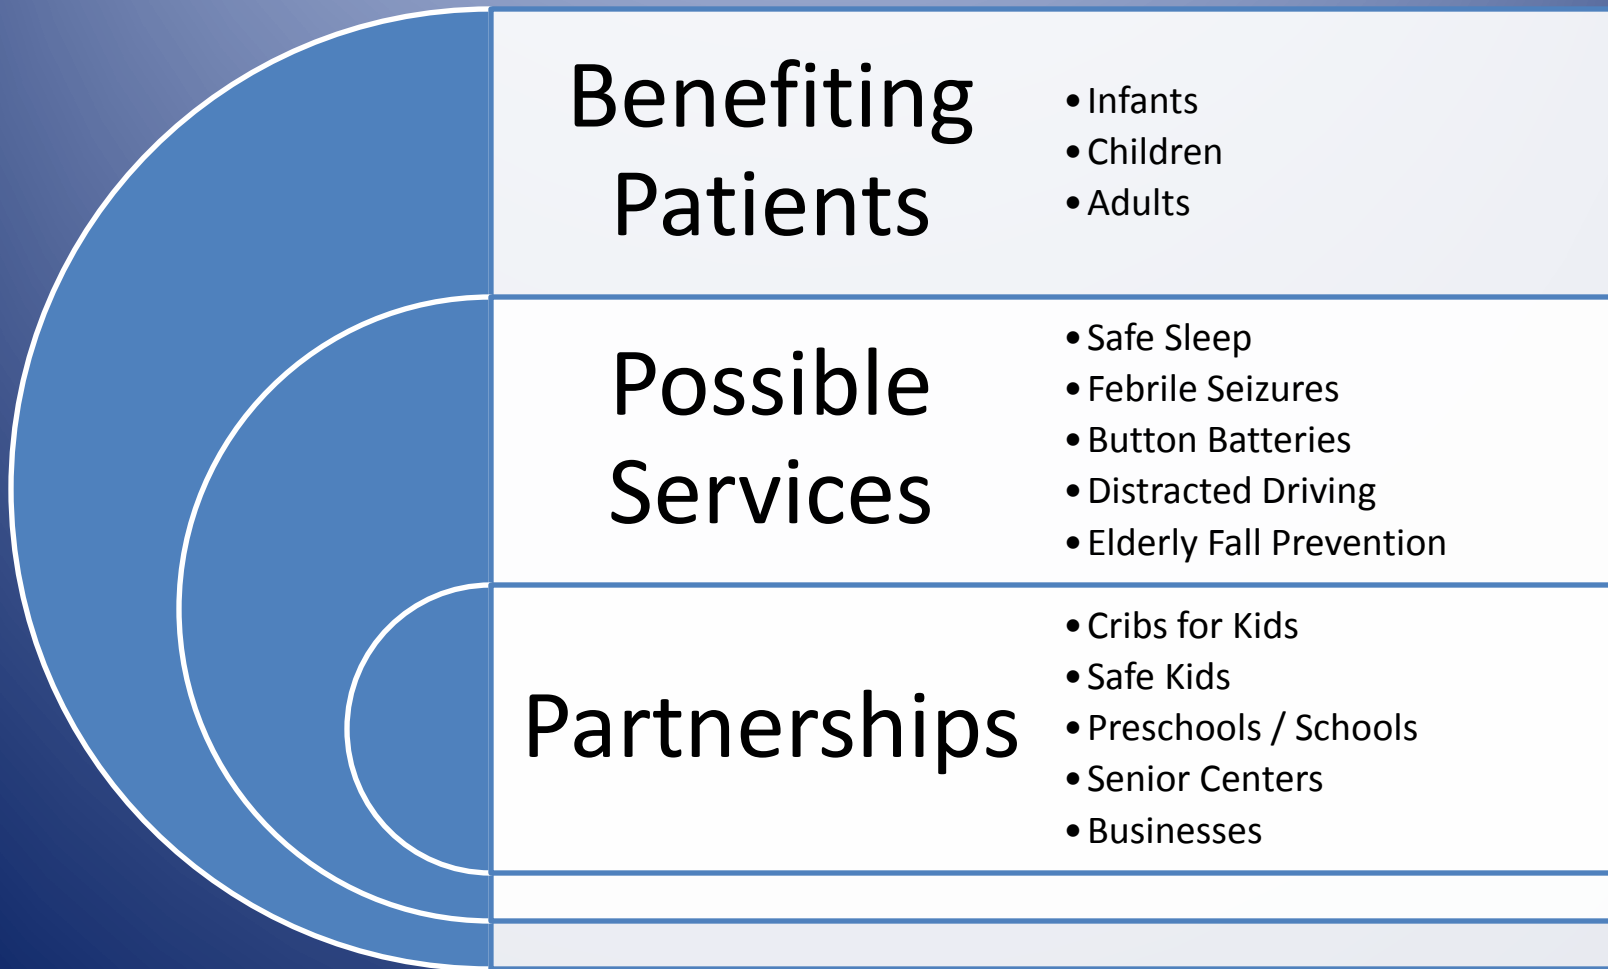 Benefiting
Patients
• Infants
• Children
• Adults
Possible
Services
• Safe Sleep
• Febrile Seizures
• Button Batteries
• Distracted Driving
• Elderly Fall Prevention
Partnerships
• Cribs for Kids
• Safe Kids
• Preschools / Schools
• Senior Centers
• Businesses